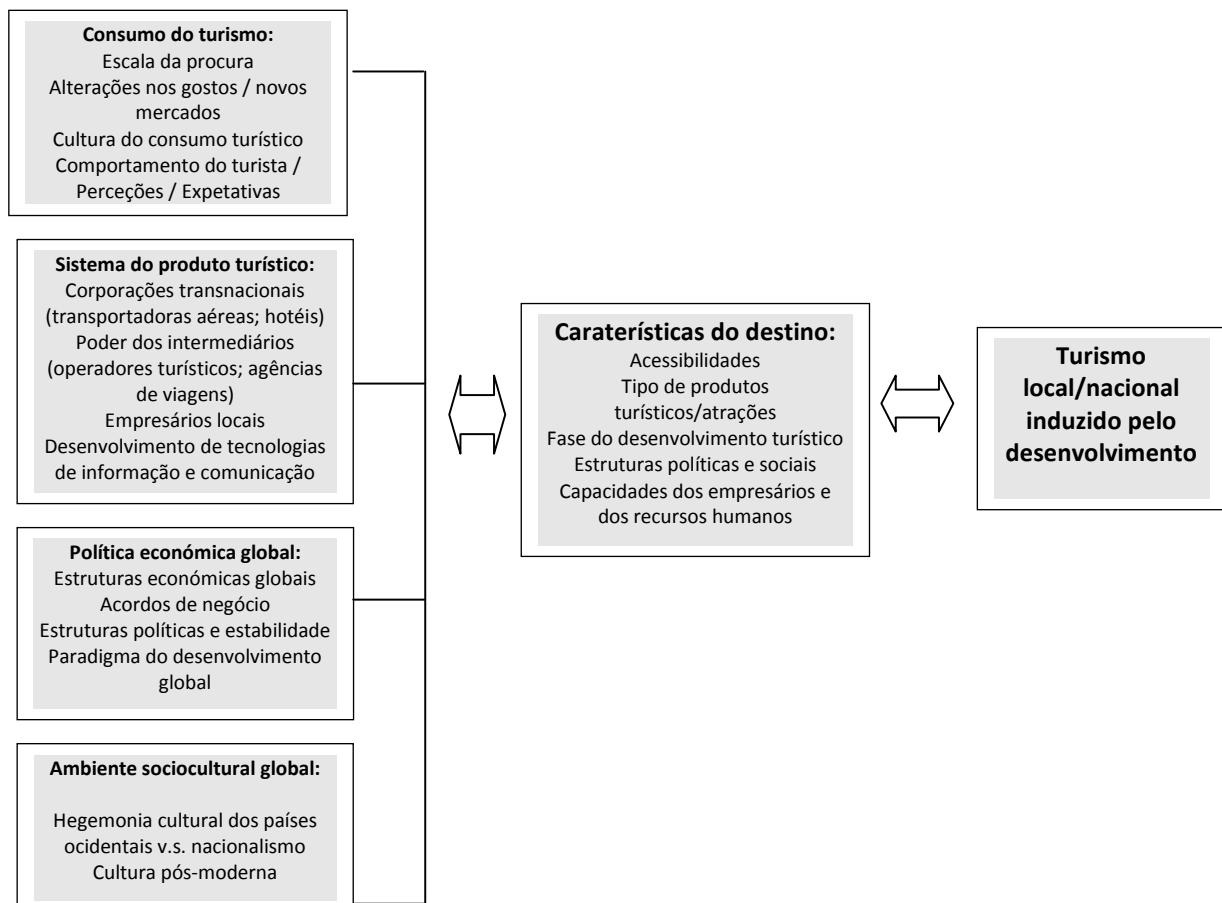 Consumo do turismo:
Escala da procura
Alterações nos gostos / novos
mercados
Cultura do consumo turístico
Comportamento do turista /
Perceções / Expetativas
Sistema do produto turístico:
Corporações transnacionais
(transportadoras aéreas; hotéis)
Poder dos intermediários
(operadores turísticos; agências
de viagens)
Empresários locais
Desenvolvimento de tecnologias
de informação e comunicação
Política económica global:
Estruturas económicas globais
Acordos de negócio
Estruturas políticas e estabilidade
Paradigma do desenvolvimento
global
Ambiente sociocultural global:
Hegemonia cultural dos países
ocidentais v.s. nacionalismo
Cultura pós-moderna
Caraterísticas do destino:
Acessibilidades
Tipo de produtos
turísticos/atrações
Fase do desenvolvimento turístico
Estruturas políticas e sociais
Capacidades dos empresários e
dos recursos humanos
Turismo
local/nacional
induzido pelo
desenvolvimento